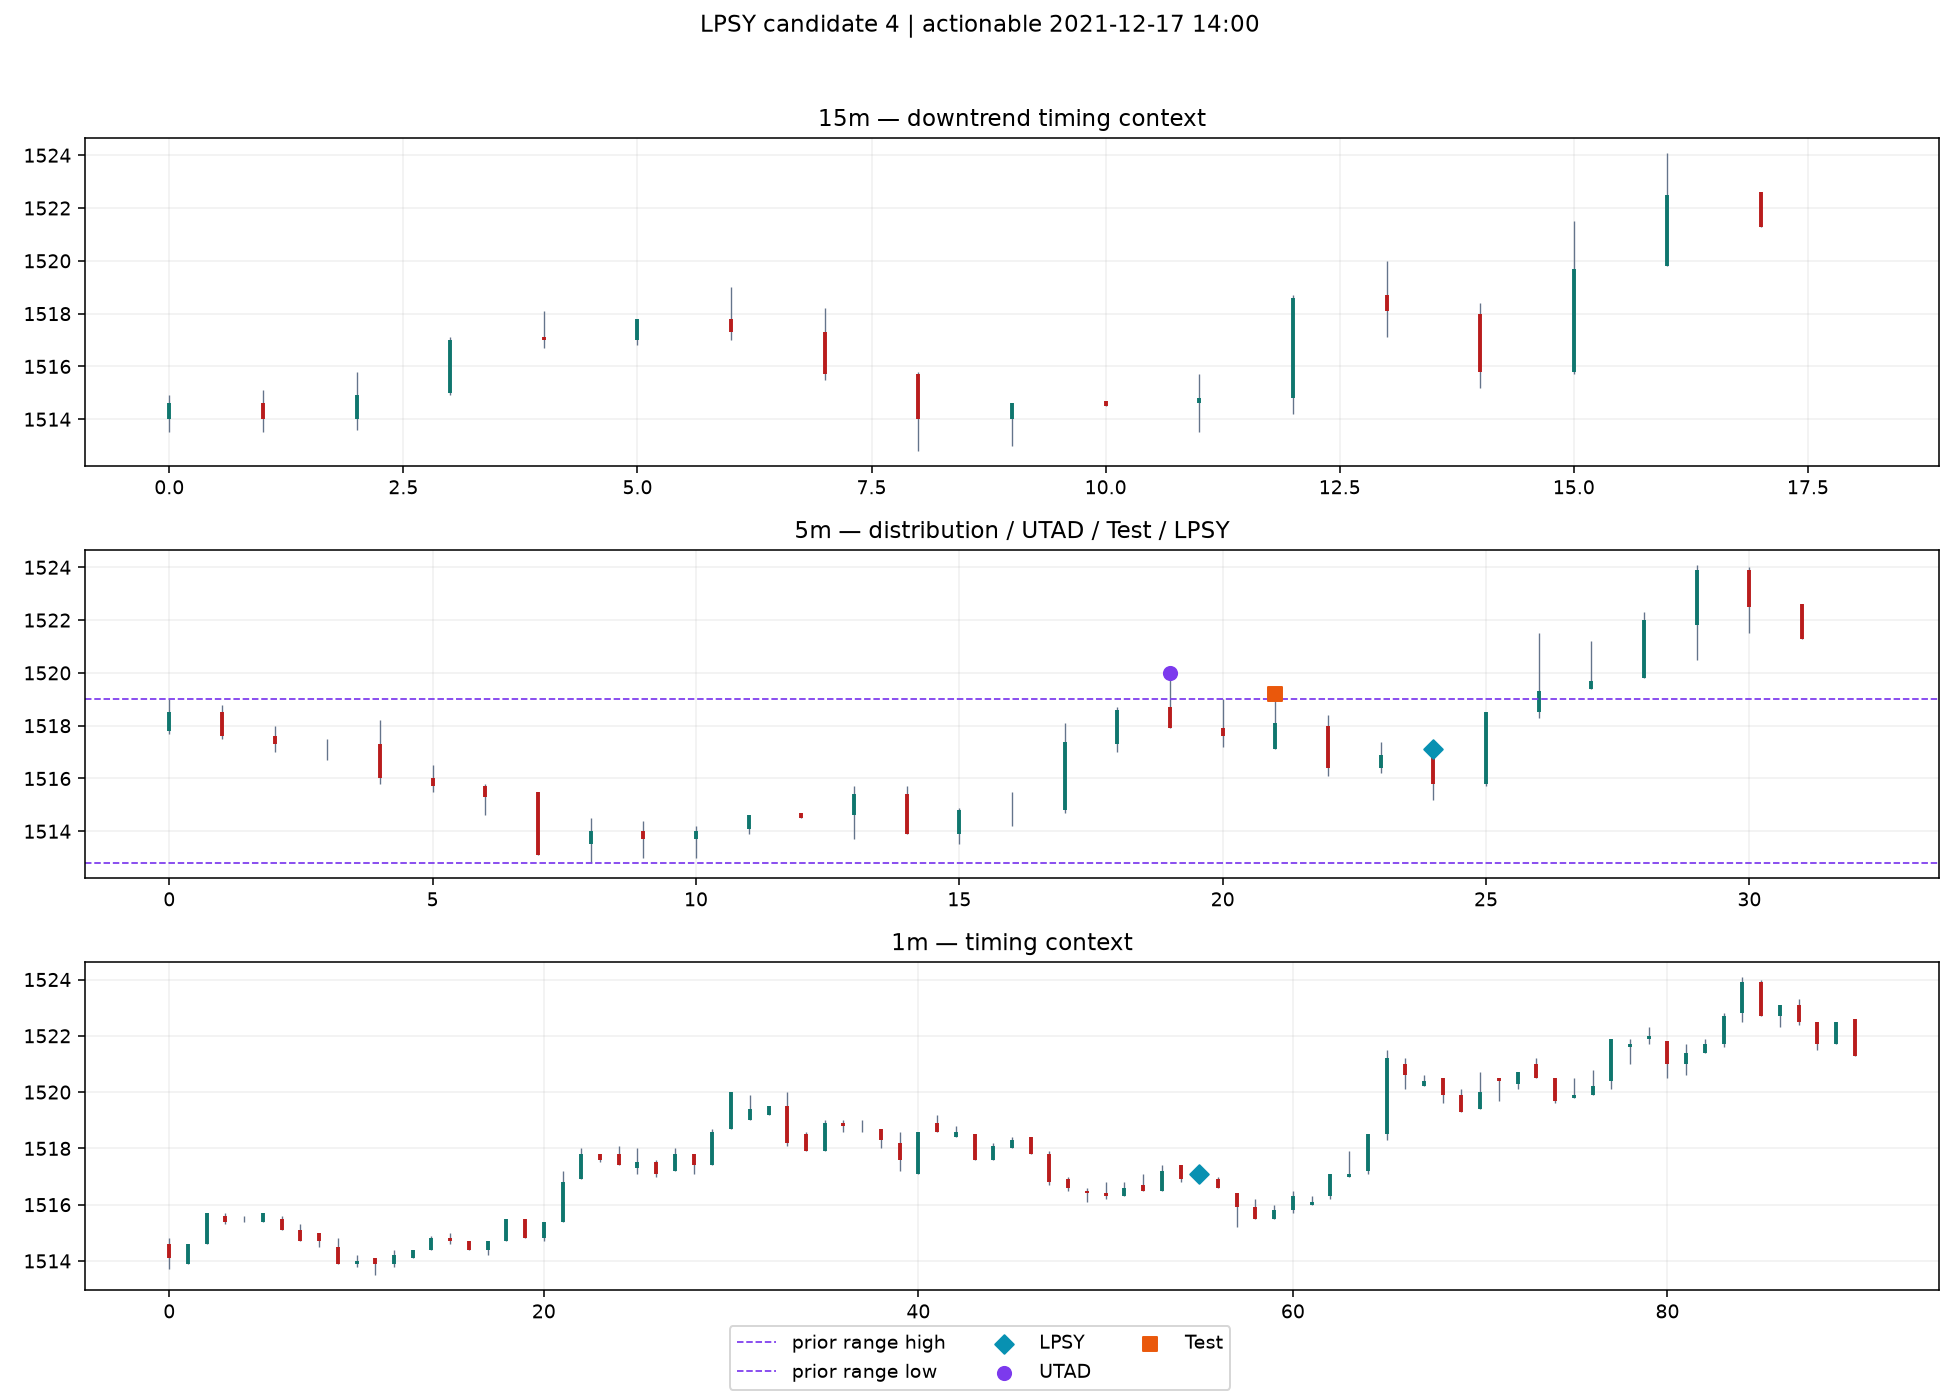 LPSY candidate 4 | actionable 2021-12-17 14:00
15m — downtrend timing context
1524
1522
1520
1518
1516
1514
0.0 2.5 5.0 7.5 10.0 12.5 15.0 17.5
5m — distribution / UTAD / Test / LPSY
1524
1522
1520
1518
1516
1514
0 5 10 15 20 25 30
1m — timing context
1524
1522
1520
1518
1516
1514
0 20 40 60 80
prior range high LPSY Test
prior range low UTAD